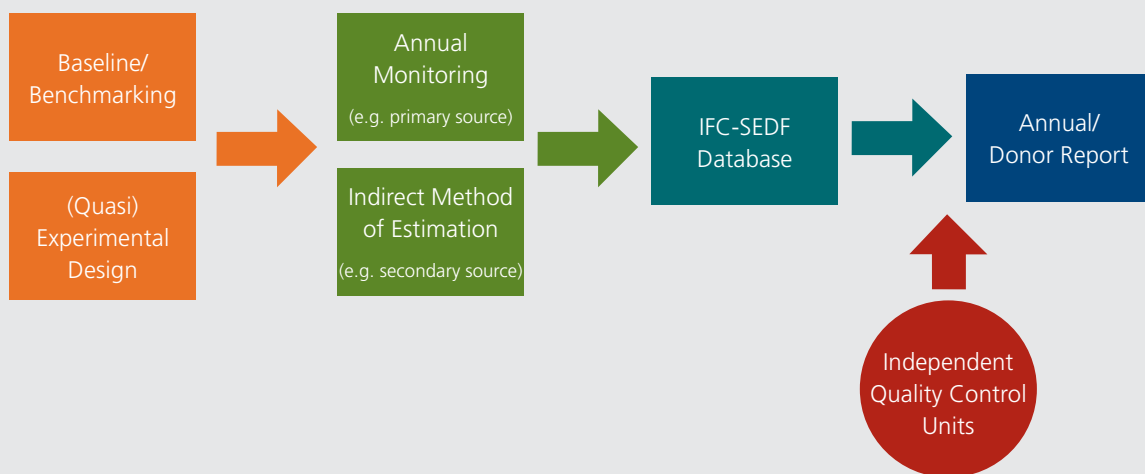 Baseline/
Benchmarking
(Quasi)
Experimental
Design
Annual
Monitoring
(e.g. primary source)
Indirect Method
of Estimation
(e.g. secondary source)
IFC-SEDF
Database
Annual/
Donor Report
Independent
Quality Control
Units